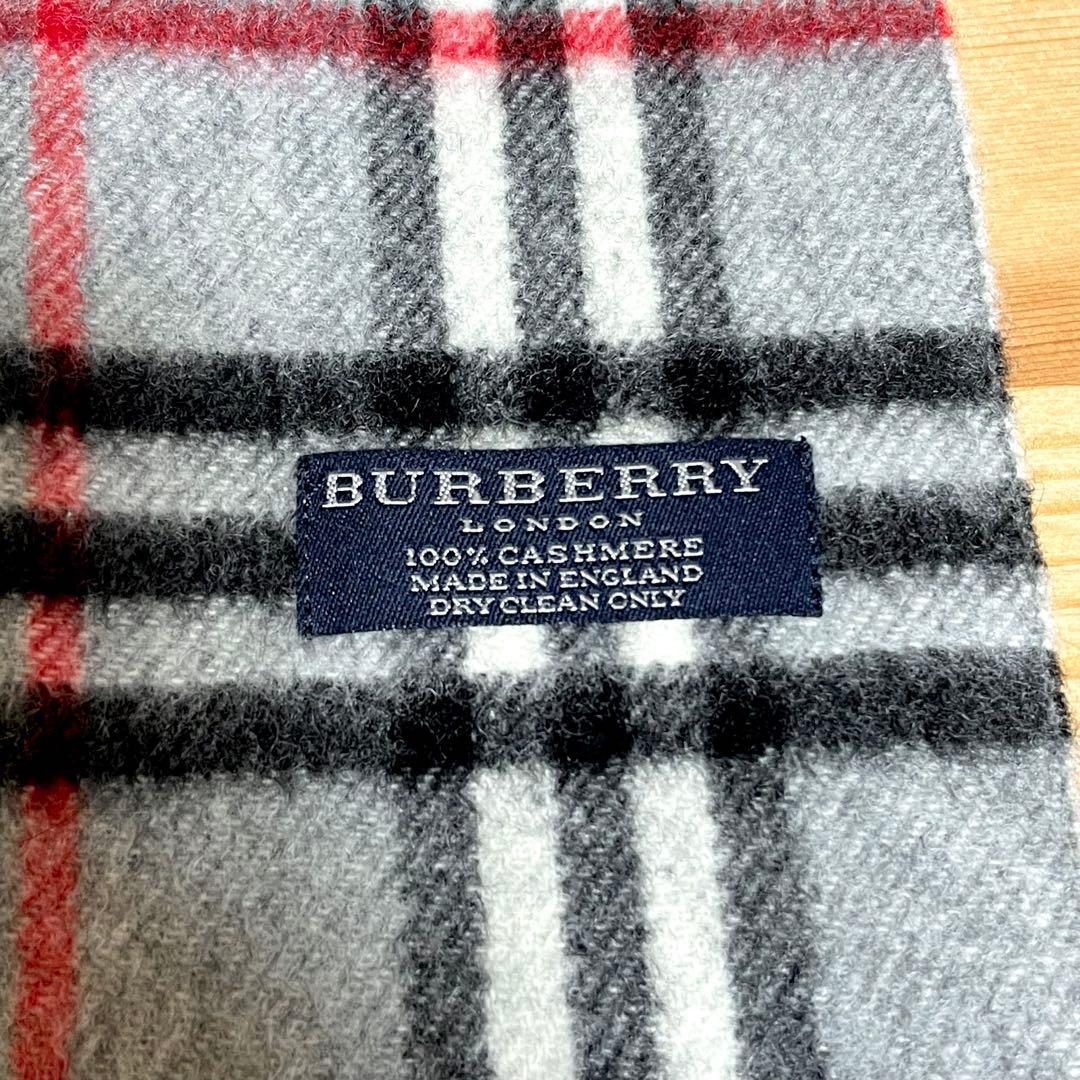 BURBERRY
LONDON
100% CASHMERE
MADE IN ENGLAND
DRY CLEAN ONLY